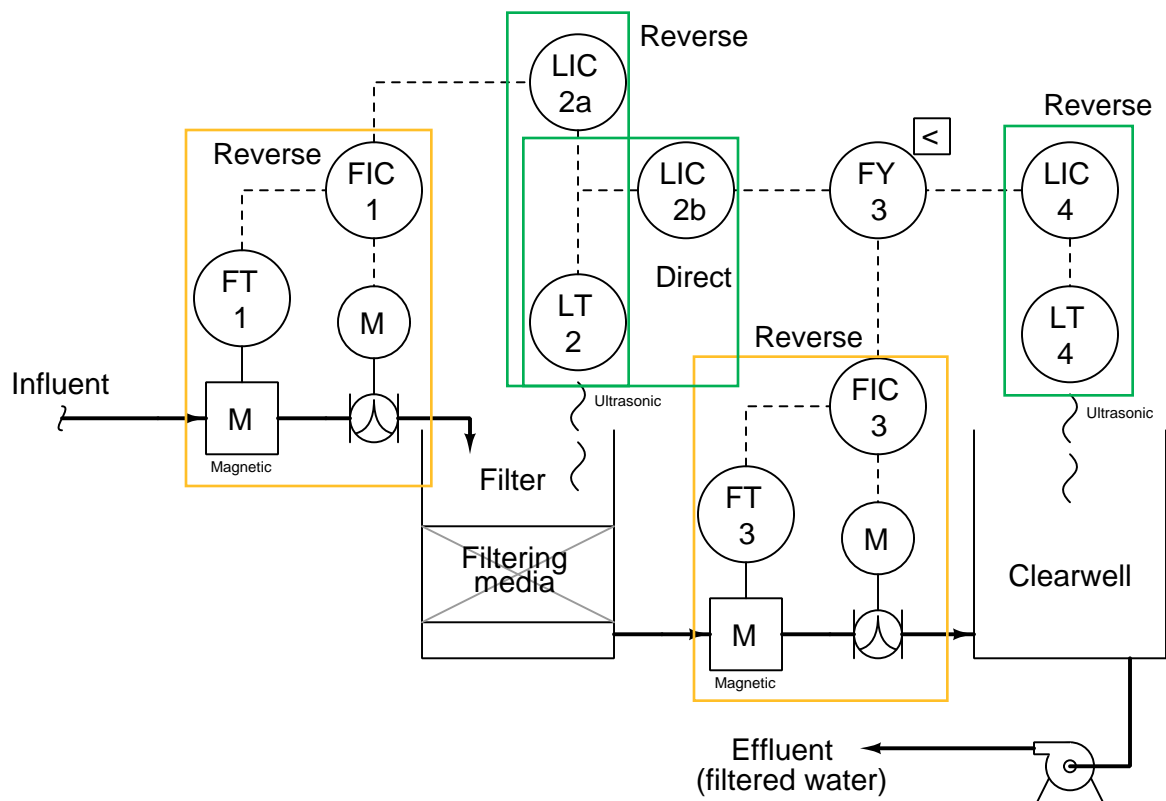 Reverse
LIC
2a
Reverse
<
Reverse
FIC
1
LIC
2b
FY
3
LIC
4
FT
1
Direct
M
LT
2
LT
4
Reverse
Influent
M
Magnetic
Ultrasonic
FIC
3
Ultrasonic
Filter
FT
3
M
Filtering
media
Clearwell
M
Magnetic
Effluent
(filtered water)